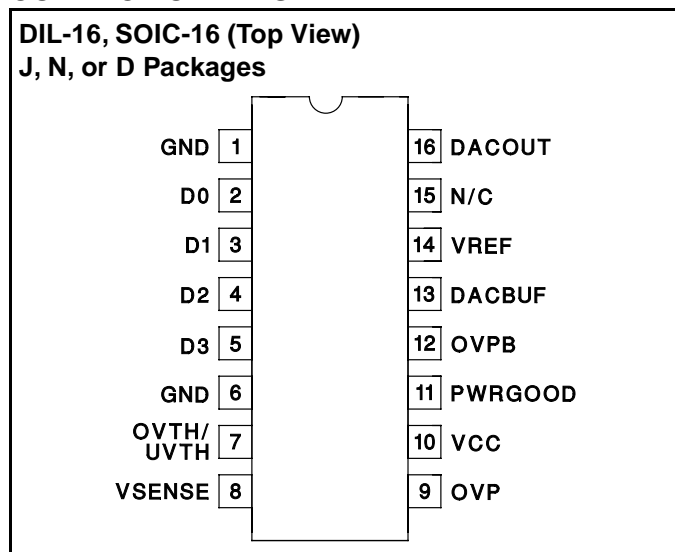 DIL-16, SOIC-16 (Top View)
J, N, or D Packages
GND 1
D0 2
D1 3
D2 4
D3 5
GND 6
OVTH/
UVTH 7
VSENSE 8
16 DACOUT
15 N/C
14 VREF
13 DACBUF
12 OVPB
11 PWRGOOD
10 VCC
9 OVP